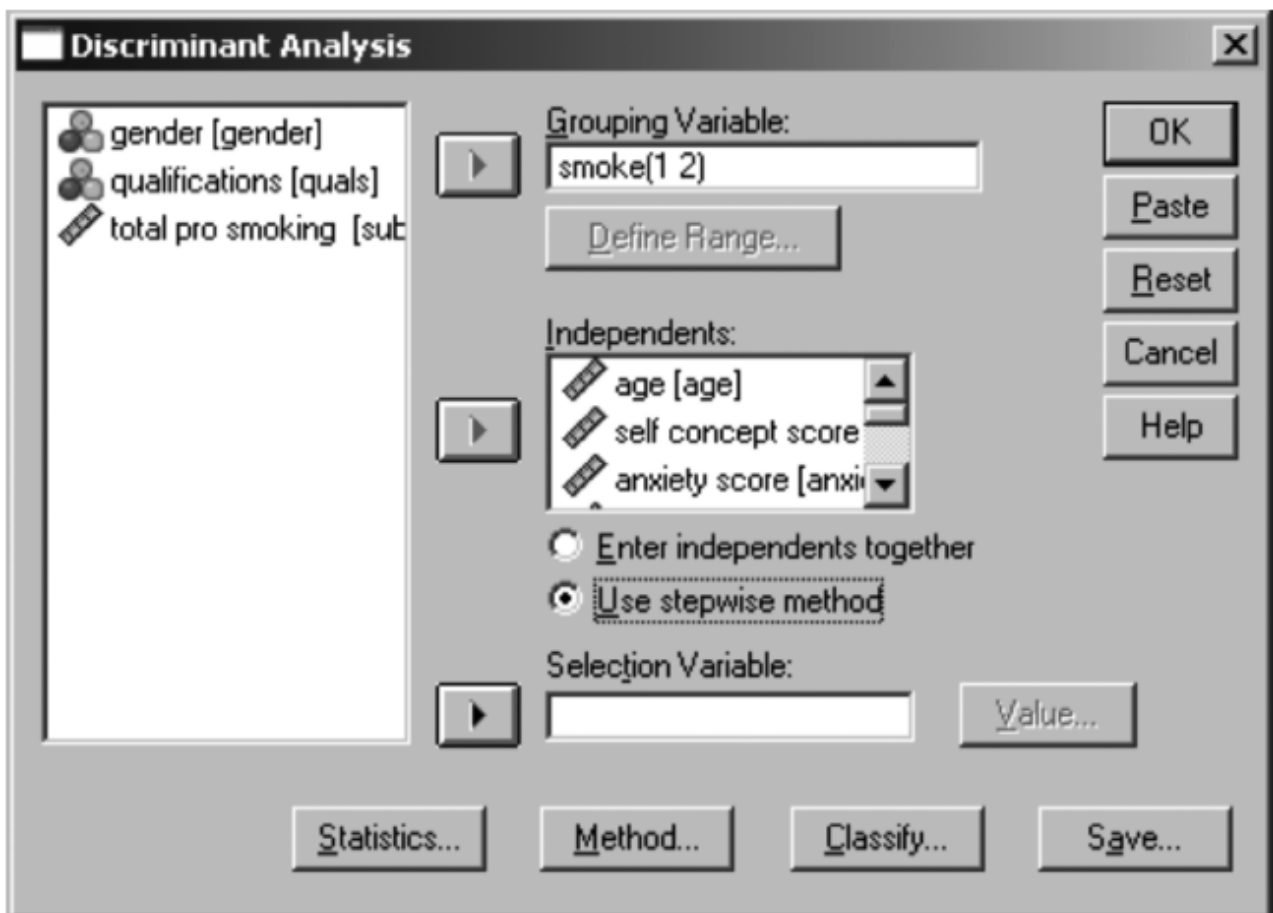 Discriminant Analysis
gender [gender]
qualifications [quals]
total pro smoking [sub
Grouping Variable:
smoke(1 2)
Define Range...
Independents:
age [age]
self concept score
anxiety score [anxi
Enter independents together
Use stepwise method
Selection Variable:
Value...
OK
Paste
Reset
Cancel
Help
Statistics...
Method...
Classify...
Save...